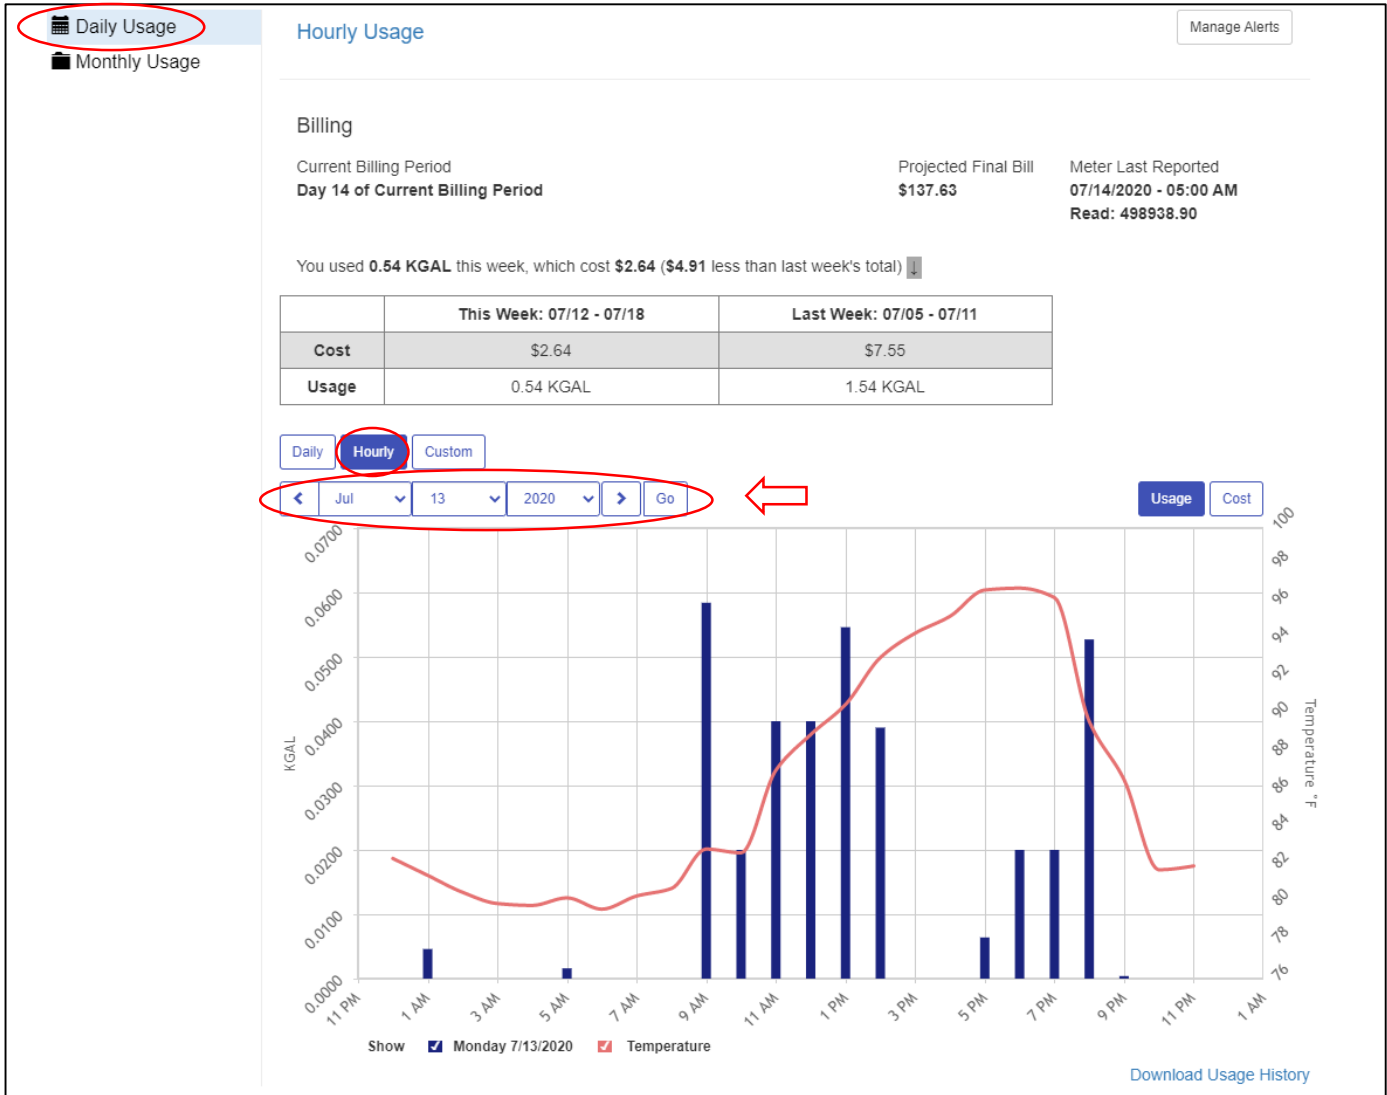 Daily Usage
Monthly Usage
Hourly Usage
Manage Alerts
Billing
Current Billing Period
Day 14 of Current Billing Period
Projected Final Bill
$137.63
Meter Last Reported
07/14/2020 - 05:00 AM
Read: 498938.90
You used 0.54 KGAL this week, which cost $2.64 ($4.91 less than last week's total) ↓
This Week: 07/12 - 07/18 Last Week: 07/05 - 07/11
Cost $2.64 $7.55
Usage 0.54 KGAL 1.54 KGAL
Daily Hourly Custom
Jul 13 2020 Go
Usage Cost
0.0700
0.0600
0.0500
0.0400
0.0300
0.0200
0.0100
0.0000
KGAL
100
98
96
94
92
90
88
86
84
82
80
78
76
Temperature °F
11 PM 1 AM 3 AM 5 AM 7 AM 9 AM 11 AM 1 PM 3 PM 5 PM 7 PM 9 PM 11 PM 1 AM
Show Monday 7/13/2020 Temperature
Download Usage History